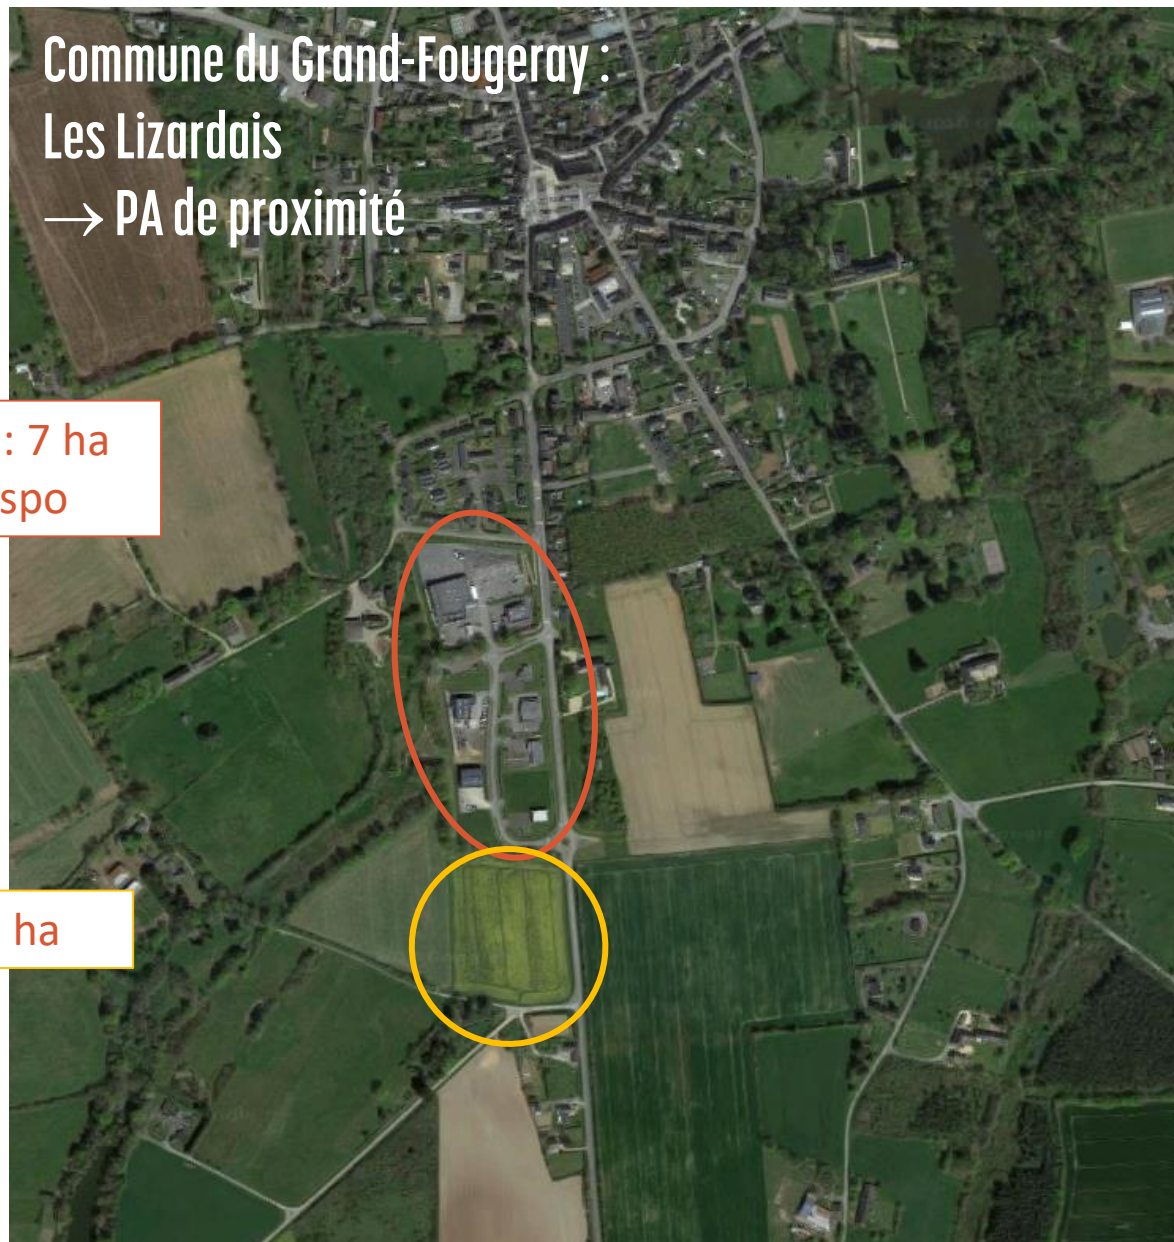 Commune du Grand-Fougeray :
Les Lizardais
→ PA de proximité
: 7 ha
spo
ha